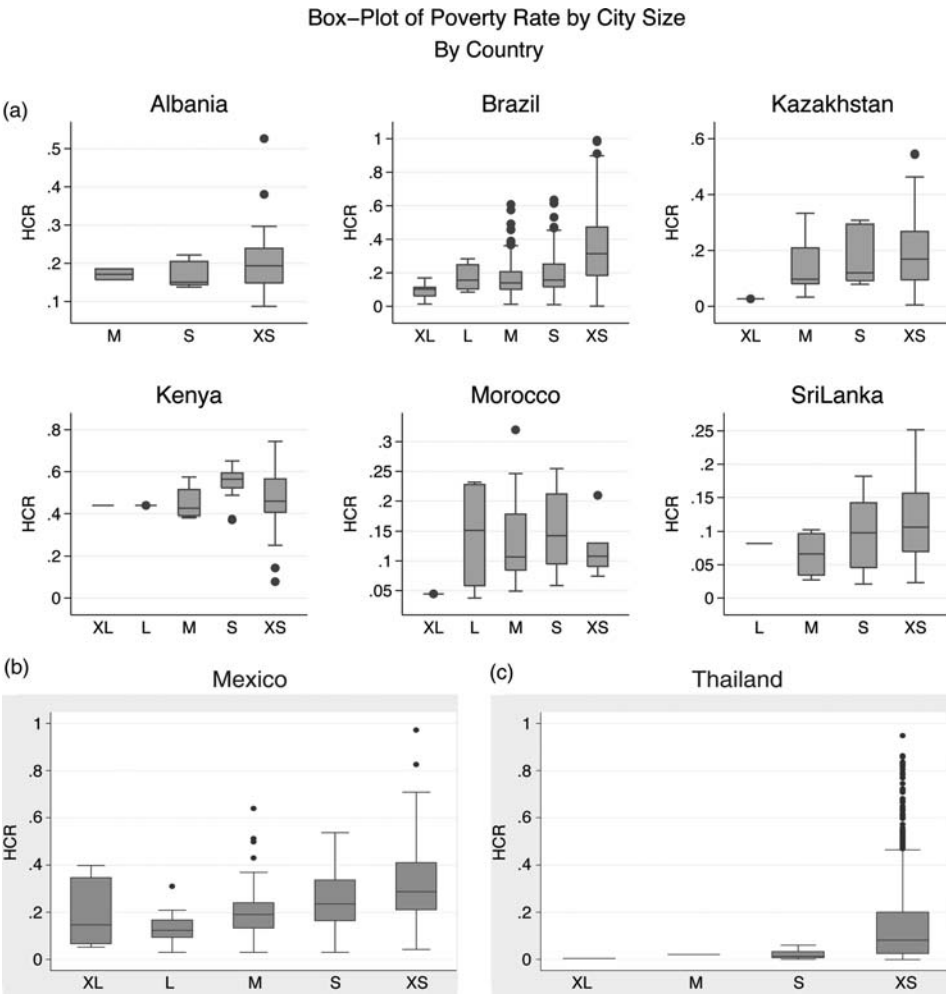 Box-Plot of Poverty Rate by City Size
By Country
(a)
Albania
HCR
.5
.4
.3
.2
.1
M S XS
Brazil
HCR
1
.8
.6
.4
.2
0
XL L M S XS
Kazakhstan
HCR
.6
.4
.2
0
XL M S XS
Kenya
HCR
.8
.6
.4
.2
0
XL L M S XS
Morocco
HCR
.3
.25
.2
.15
.1
.05
XL L M S XS
SriLanka
HCR
.25
.2
.15
.1
.05
0
L M S XS
(b)
Mexico
HCR
1
.8
.6
.4
.2
0
XL L M S XS
(c)
Thailand
HCR
1
.8
.6
.4
.2
0
XL M S XS